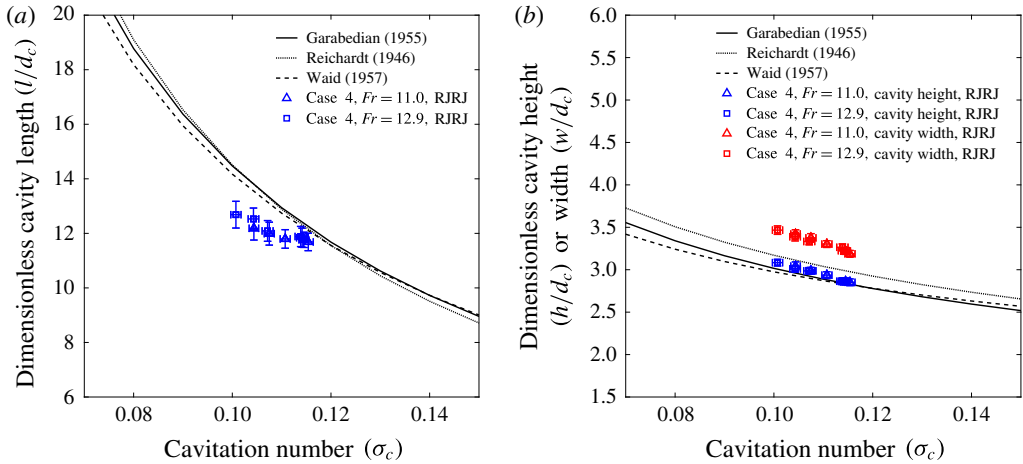 (a)
20
18
16
14
12
10
8
6
0.08
0.10
0.12
0.14
Dimensionless cavity length (l/d_c)
Cavitation number (σ_c)
Garabedian (1955)
Reichardt (1946)
Waid (1957)
Case 4, Fr = 11.0, RJRJ
Case 4, Fr = 12.9, RJRJ
(b)
6.0
5.5
5.0
4.5
4.0
3.5
3.0
2.5
2.0
1.5
0.08
0.10
0.12
0.14
Dimensionless cavity height
(h/d_c) or width (w/d_c)
Cavitation number (σ_c)
Garabedian (1955)
Reichardt (1946)
Waid (1957)
Case 4, Fr = 11.0, cavity height, RJRJ
Case 4, Fr = 12.9, cavity height, RJRJ
Case 4, Fr = 11.0, cavity width, RJRJ
Case 4, Fr = 12.9, cavity width, RJRJ